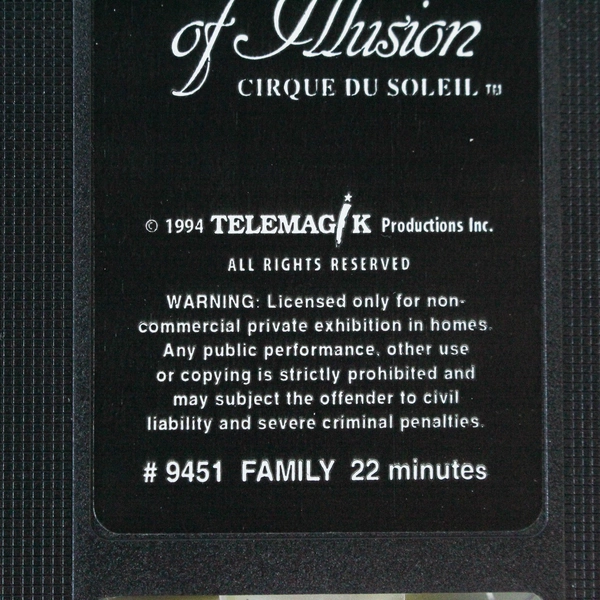 of Illusion
CIRQUE DU SOLEIL ™
© 1994 TELEMAGIK Productions Inc.
ALL RIGHTS RESERVED
WARNING: Licensed only for non-
commercial private exhibition in homes.
Any public performance, other use
or copying is strictly prohibited and
may subject the offender to civil
liability and severe criminal penalties.
# 9451 FAMILY 22 minutes